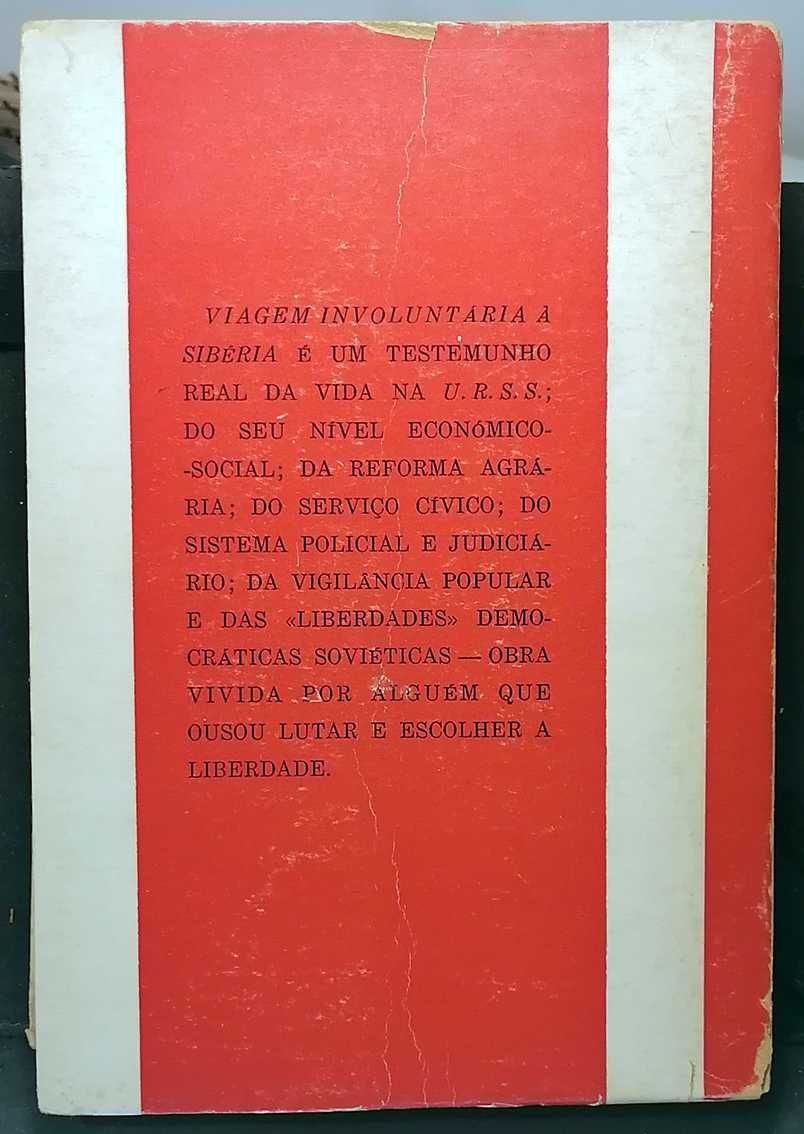 VIAGEM INVOLUNTÁRIA À
SIBÉRIA É UM TESTEMUNHO
REAL DA VIDA NA U. R. S. S.;
DO SEU NÍVEL ECONÓMICO-
-SOCIAL; DA REFORMA AGRÁ-
RIA; DO SERVIÇO CÍVICO; DO
SISTEMA POLICIAL E JUDICIÁ-
RIO; DA VIGILÂNCIA POPULAR
E DAS «LIBERDADES» DEMO-
CRÁTICAS SOVIÉTICAS — OBRA
VIVIDA POR ALGUÉM QUE
OUSOU LUTAR E ESCOLHER A
LIBERDADE.